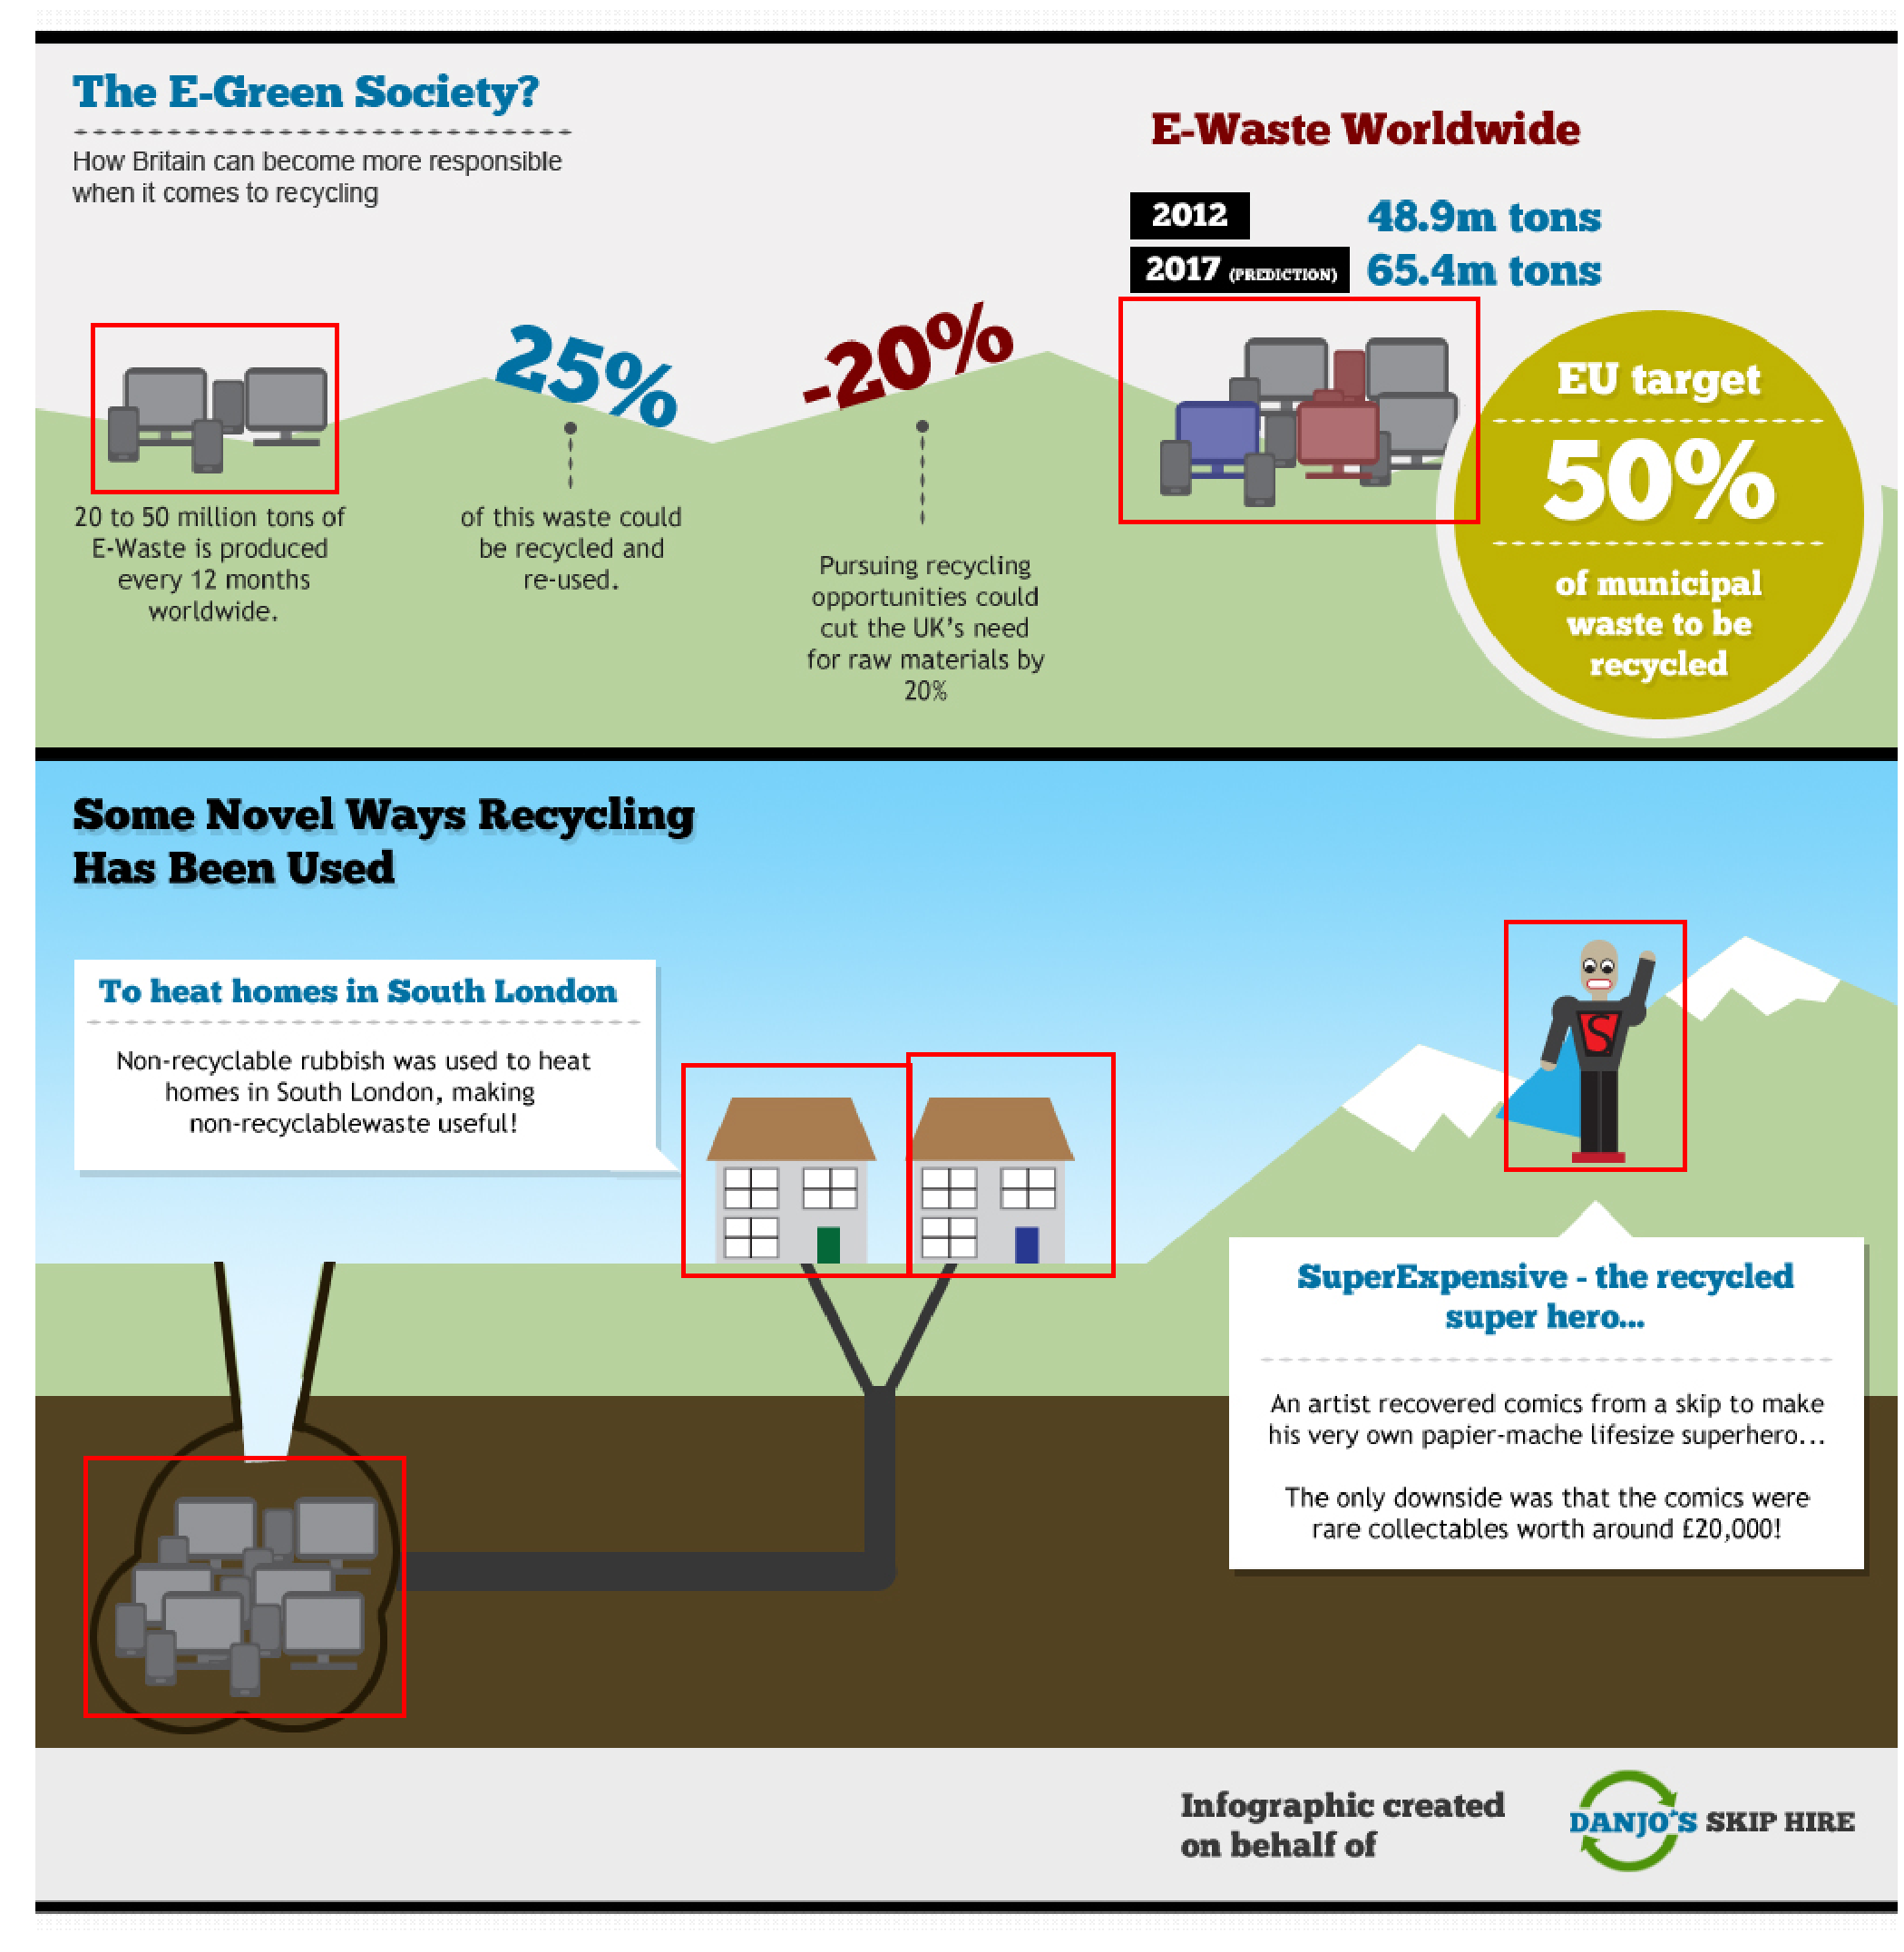 The E-Green Society?
How Britain can become more responsible
when it comes to recycling
20 to 50 million tons of
E-Waste is produced
every 12 months
worldwide.
25%
of this waste could
be recycled and
re-used.
-20%
Pursuing recycling
opportunities could
cut the UK's need
for raw materials by
20%
E-Waste Worldwide
2012 48.9m tons
2017 (PREDICTION) 65.4m tons
EU target
50%
of municipal
waste to be
recycled
Some Novel Ways Recycling
Has Been Used
To heat homes in South London
Non-recyclable rubbish was used to heat
homes in South London, making
non-recyclablewaste useful!
S
SuperExpensive - the recycled
super hero...
An artist recovered comics from a skip to make
his very own papier-mache lifesize superhero...
The only downside was that the comics were
rare collectables worth around £20,000!
Infographic created
on behalf of
DANJO'S SKIP HIRE